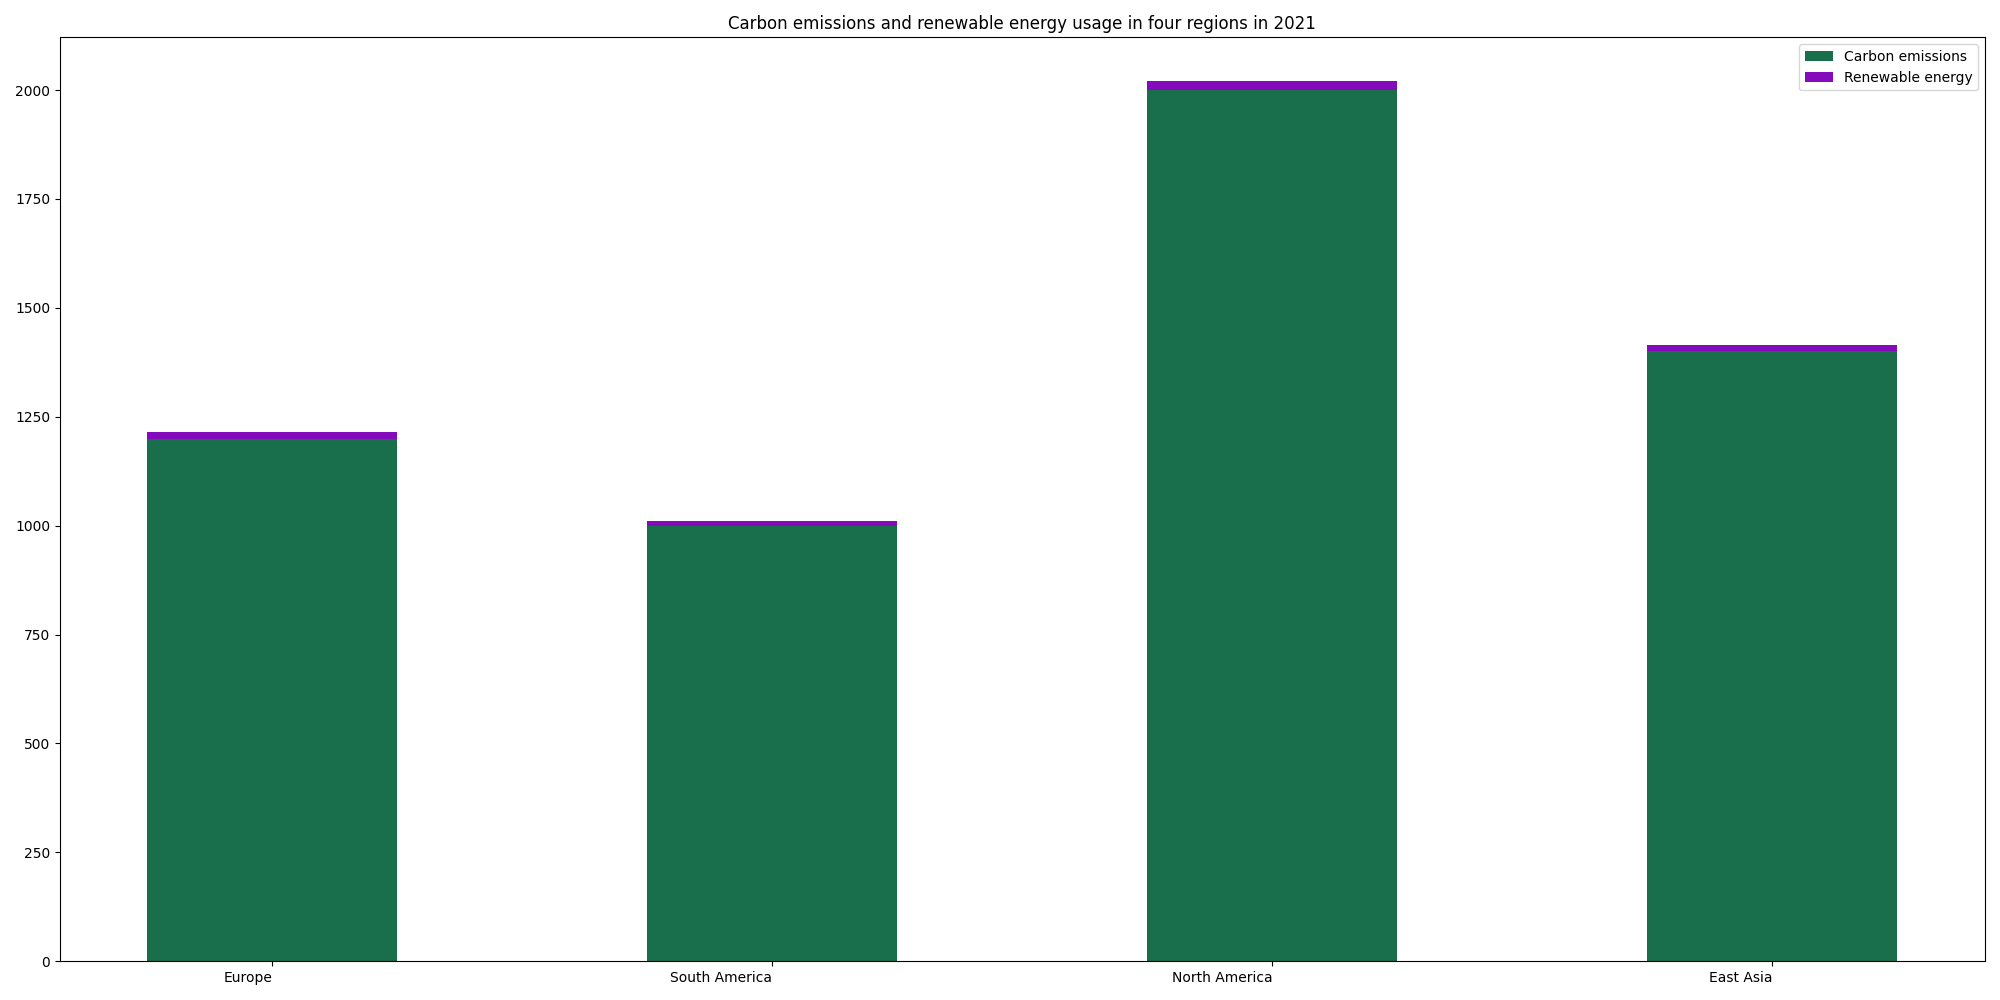 Carbon emissions and renewable energy usage in four regions in 2021
Carbon emissions
Renewable energy
2000
1750
1500
1250
1000
750
500
250
0
Europe
South America
North America
East Asia